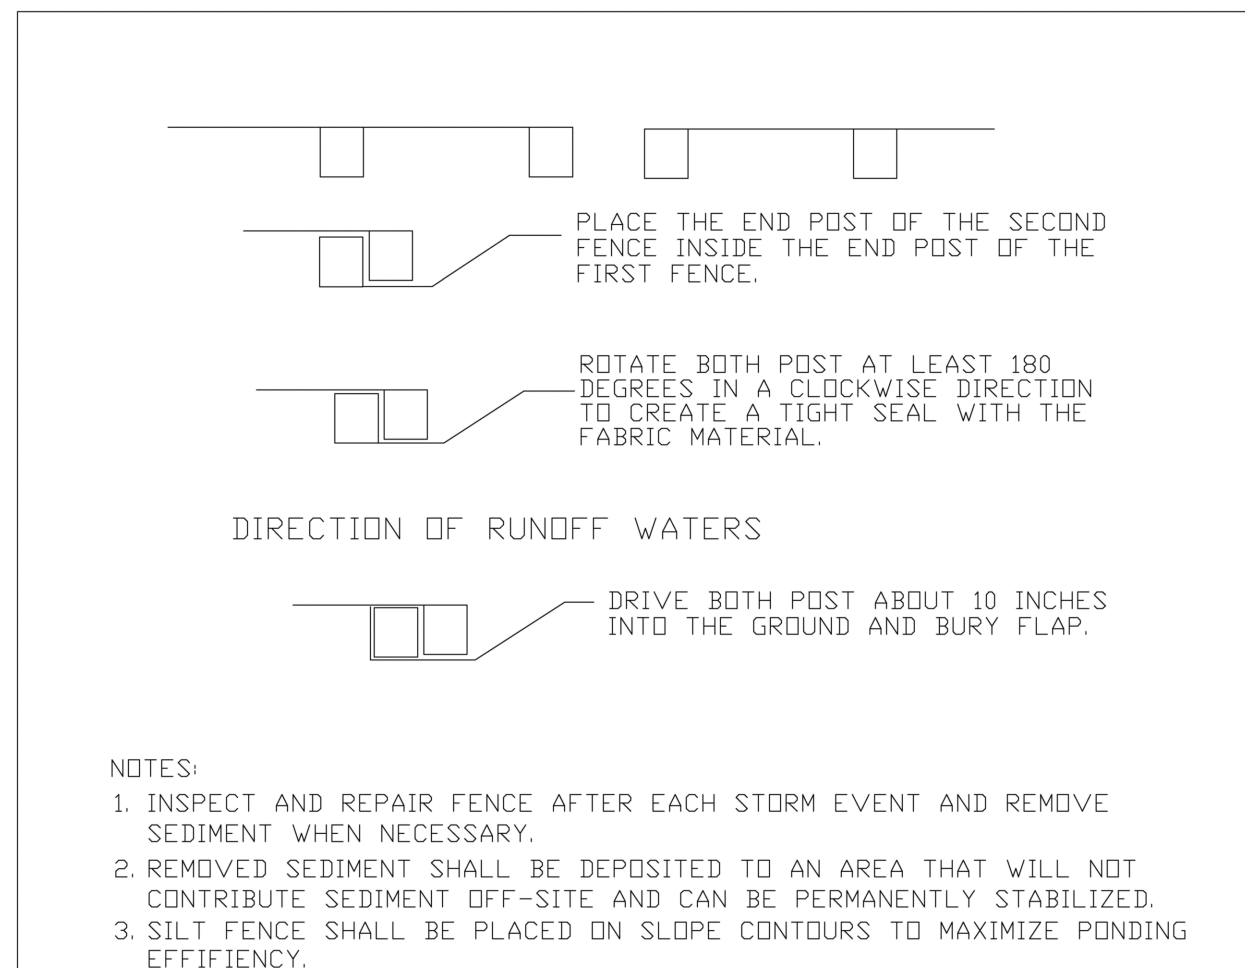 PLACE THE END POST OF THE SECOND
FENCE INSIDE THE END POST OF THE
FIRST FENCE.
ROTATE BOTH POST AT LEAST 180
DEGREES IN A CLOCKWISE DIRECTION
TO CREATE A TIGHT SEAL WITH THE
FABRIC MATERIAL.
DIRECTION OF RUNOFF WATERS
DRIVE BOTH POST ABOUT 10 INCHES
INTO THE GROUND AND BURY FLAP.
NOTES:
1. INSPECT AND REPAIR FENCE AFTER EACH STORM EVENT AND REMOVE
SEDIMENT WHEN NECESSARY.
2. REMOVED SEDIMENT SHALL BE DEPOSITED TO AN AREA THAT WILL NOT
CONTRIBUTE SEDIMENT OFF-SITE AND CAN BE PERMANENTLY STABILIZED.
3. SILT FENCE SHALL BE PLACED ON SLOPE CONTOURS TO MAXIMIZE PONDING
EFFIFIENCY.